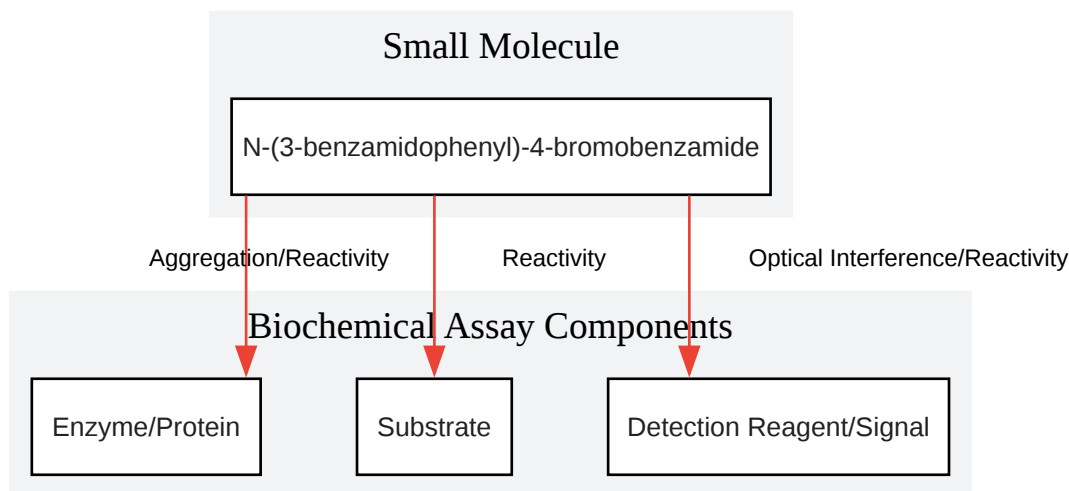 Small Molecule
N-(3-benzamidophenyl)-4-bromobenzamide
Aggregation/Reactivity
Reactivity
Optical Interference/Reactivity
Biochemical Assay Components
Enzyme/Protein
Substrate
Detection Reagent/Signal